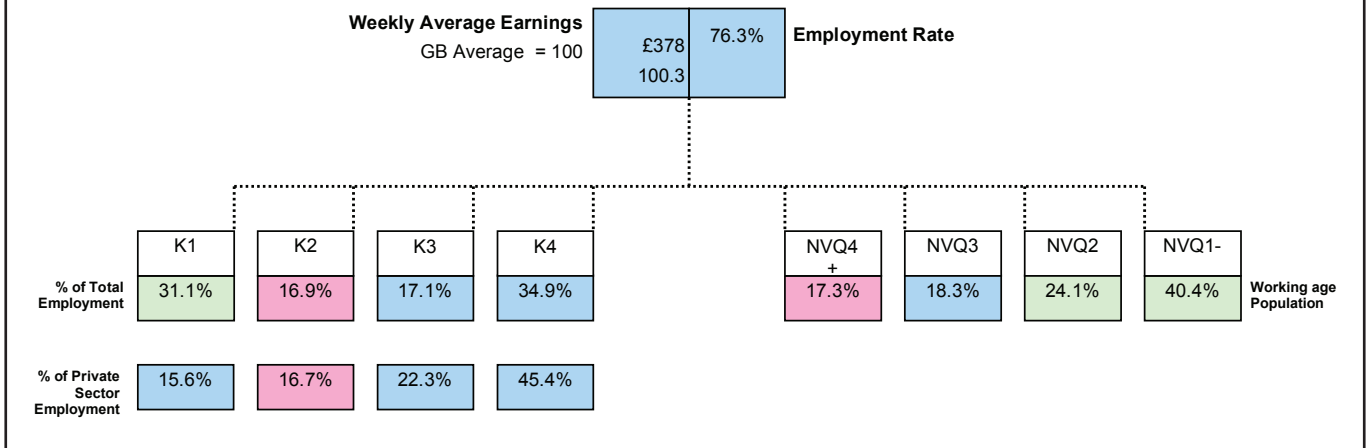 Weekly Average Earnings
GB Average = 100
£378
100.3
76.3%
Employment Rate
K1
K2
K3
K4
NVQ4
+
NVQ3
NVQ2
NVQ1-
% of Total
Employment
31.1%
16.9%
17.1%
34.9%
17.3%
18.3%
24.1%
40.4%
Working age
Population
% of Private
Sector
Employment
15.6%
16.7%
22.3%
45.4%